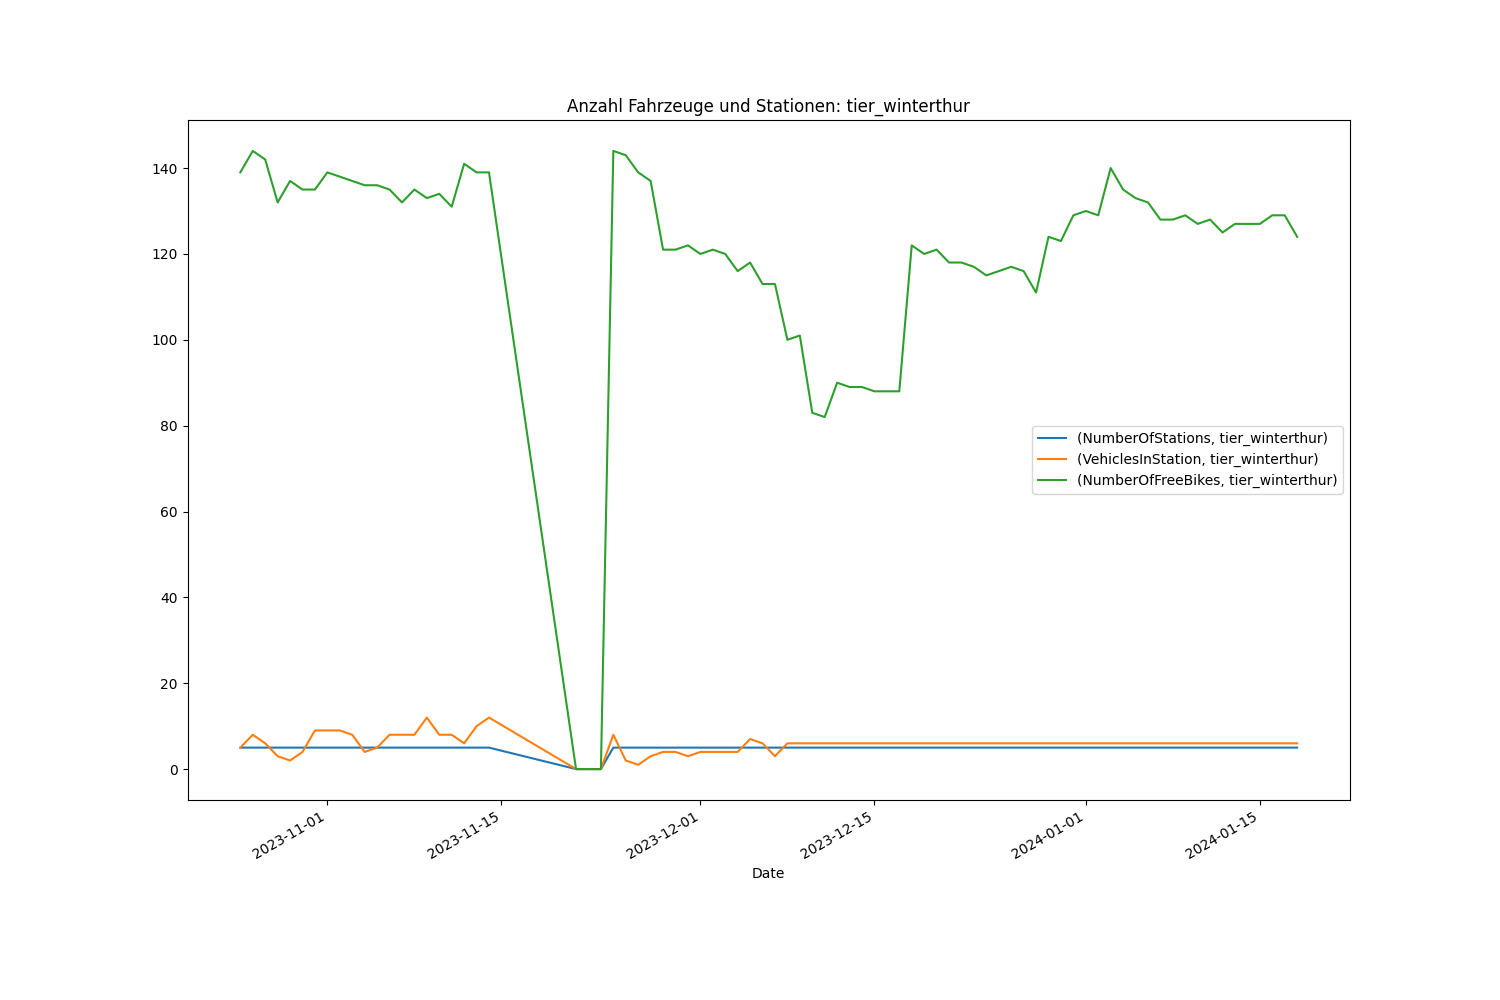 Anzahl Fahrzeuge und Stationen: tier_winterthur
140
120
100
80
60
40
20
0
(NumberOfStations, tier_winterthur)
(VehiclesInStation, tier_winterthur)
(NumberOfFreeBikes, tier_winterthur)
2023-11-01
2023-11-15
2023-12-01
2023-12-15
2024-01-01
2024-01-15
Date